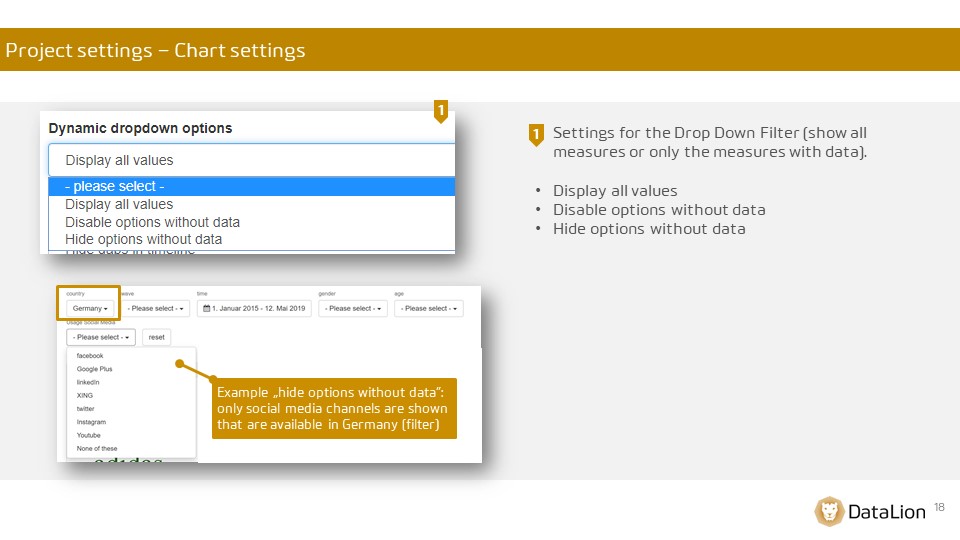 Project settings – Chart settings
1
Dynamic dropdown options
Display all values
- please select -
Display all values
Disable options without data
Hide options without data
Hide gaps in timeline
1 Settings for the Drop Down Filter (show all
measures or only the measures with data).
• Display all values
• Disable options without data
• Hide options without data
country wave time gender age
Germany - Please select - 1. Januar 2015 - 12. Mai 2019 - Please select - - Please select -
Usage Social Media
- Please select - reset
facebook
Google Plus
linkedIn
XING
twitter
Instagram
Youtube
None of these
adidas
Example „hide options without data”:
only social media channels are shown
that are available in Germany (filter)
DataLion 18